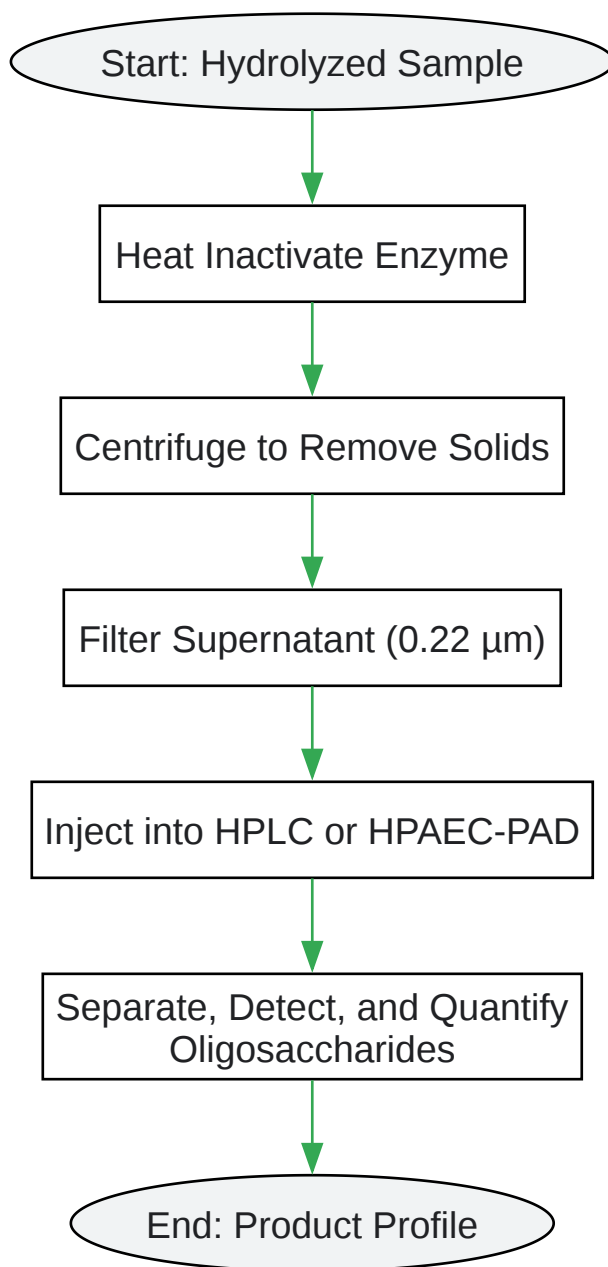 Start: Hydrolyzed Sample
Heat Inactivate Enzyme
Centrifuge to Remove Solids
Filter Supernatant (0.22 µm)
Inject into HPLC or HPAEC-PAD
Separate, Detect, and Quantify
Oligosaccharides
End: Product Profile